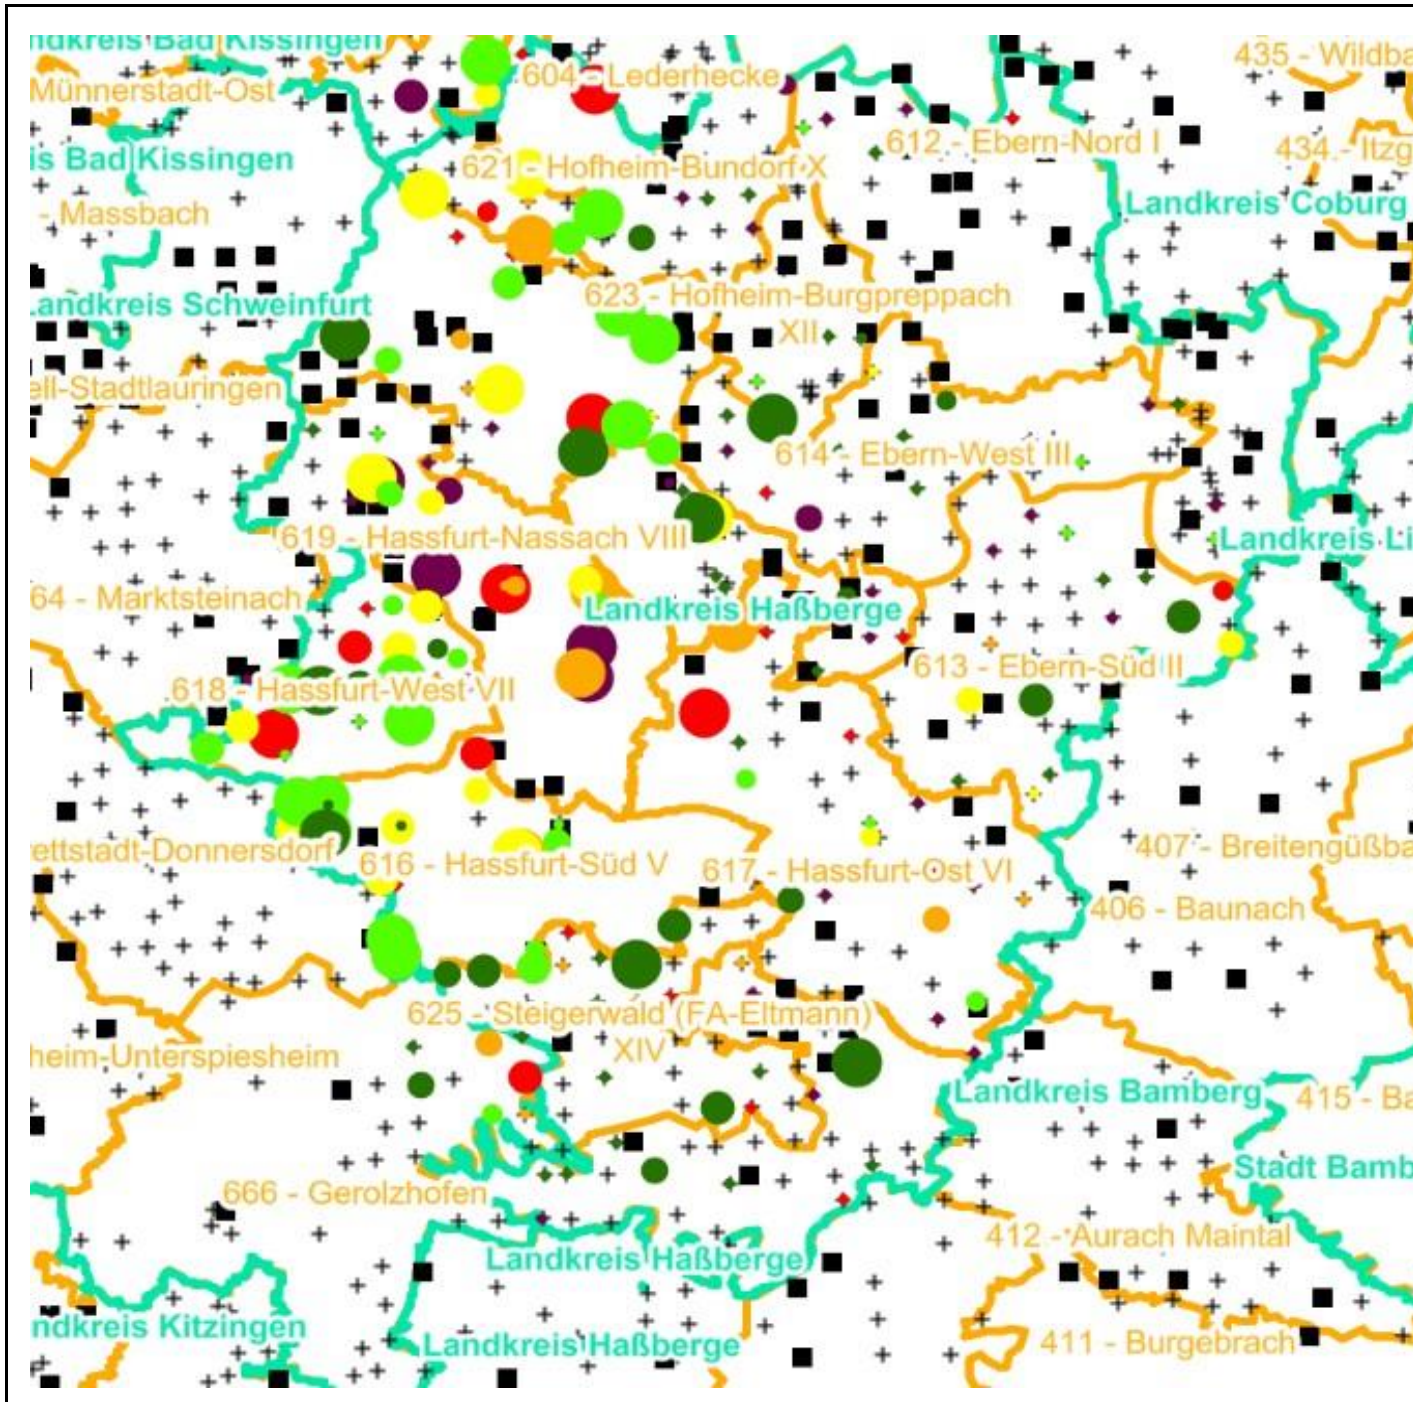 ndkreis Bad Kissingen
604 - Lederhecke
435 - Wildba
Münnerstadt-Ost
612 - Ebern-Nord I
434 - Itzg
is Bad Kissingen
621 - Hofheim-Bundorf X
- Massbach
Landkreis Coburg
Landkreis Schweinfurt
623 - Hofheim-Burgpreppach
XII
ell-Stadtlauringen
614 - Ebern-West III
619 - Hassfurt-Nassach VIII
Landkreis Li
64 - Marktsteinach
Landkreis Haßberge
613 - Ebern-Süd II
618 - Hassfurt-West VII
rettstadt-Donnersdorf
616 - Hassfurt-Süd V
617 - Hassfurt-Ost VI
407 - Breitengüßba
406 - Baunach
625 - Steigerwald (FA-Eltmann)
XIV
heim-Unterspiesheim
Landkreis Bamberg
415 - Ba
Stadt Bamb
666 - Gerolzhofen
412 - Aurach Maintal
Landkreis Haßberge
ndkreis Kitzingen
Landkreis Haßberge
411 - Burgebrach